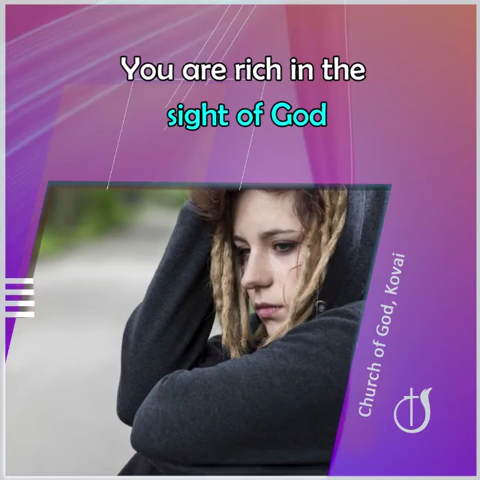 You are rich in the
sight of God
Church of God, Kovai